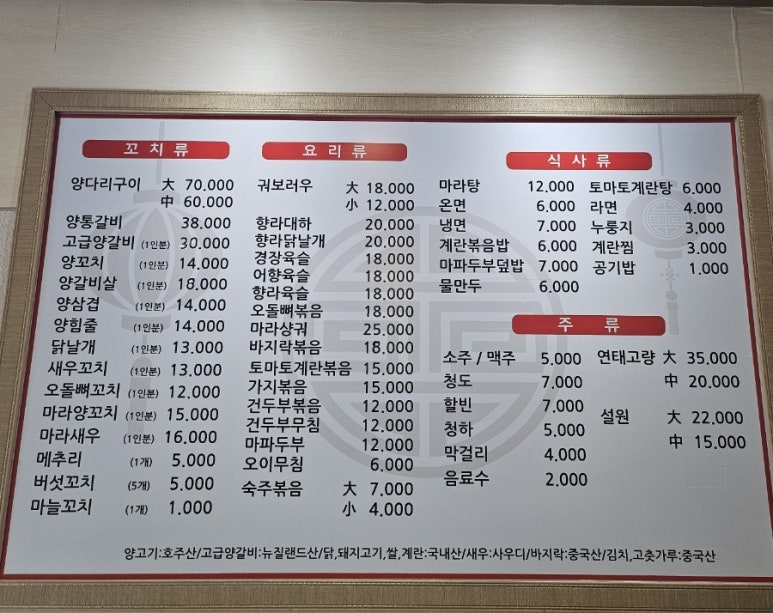 꼬치류
양다리구이 大 70.000
中 60.000
양통갈비 38.000
고급양갈비 (1인분) 30.000
양꼬치 (1인분) 14.000
양갈비살 (1인분) 18.000
양삼겹 (1인분) 14.000
양힘줄 (1인분) 14.000
닭날개 (1인분) 13.000
새우꼬치 (1인분) 13.000
오돌뼈꼬치 (1인분) 12.000
마라양꼬치 (1인분) 15.000
마라새우 (1인분) 16.000
메추리 (1개) 5.000
버섯꼬치 (5개) 5.000
마늘꼬치 (1개) 1.000
요리류
궈보러우 大 18.000
小 12.000
향라대하 20.000
향라닭날개 20.000
경장육슬 18.000
어향육슬 18.000
향라육슬 18.000
오돌뼈볶음 18.000
마라샹궈 25.000
바지락볶음 18.000
토마토계란볶음 15.000
가지볶음 15.000
건두부볶음 12.000
건두부무침 12.000
마파두부 12.000
오이무침 6.000
숙주볶음 大 7.000
小 4.000
식사류
마라탕 12.000
온면 6.000
냉면 7.000
계란볶음밥 6.000
마파두부덮밥 7.000
물만두 6.000
토마토계란탕 6.000
라면 4.000
누룽지 3.000
계란찜 3.000
공기밥 1.000
주류
소주 / 맥주 5.000
청도 7.000
할빈 7.000
청하 5.000
막걸리 4.000
음료수 2.000
연태고량 大 35.000
中 20.000
설원 大 22.000
中 15.000
양고기:호주산/고급양갈비:뉴질랜드산/닭,돼지고기,쌀,계란:국내산/새우:사우디/바지락:중국산/김치,고춧가루:중국산